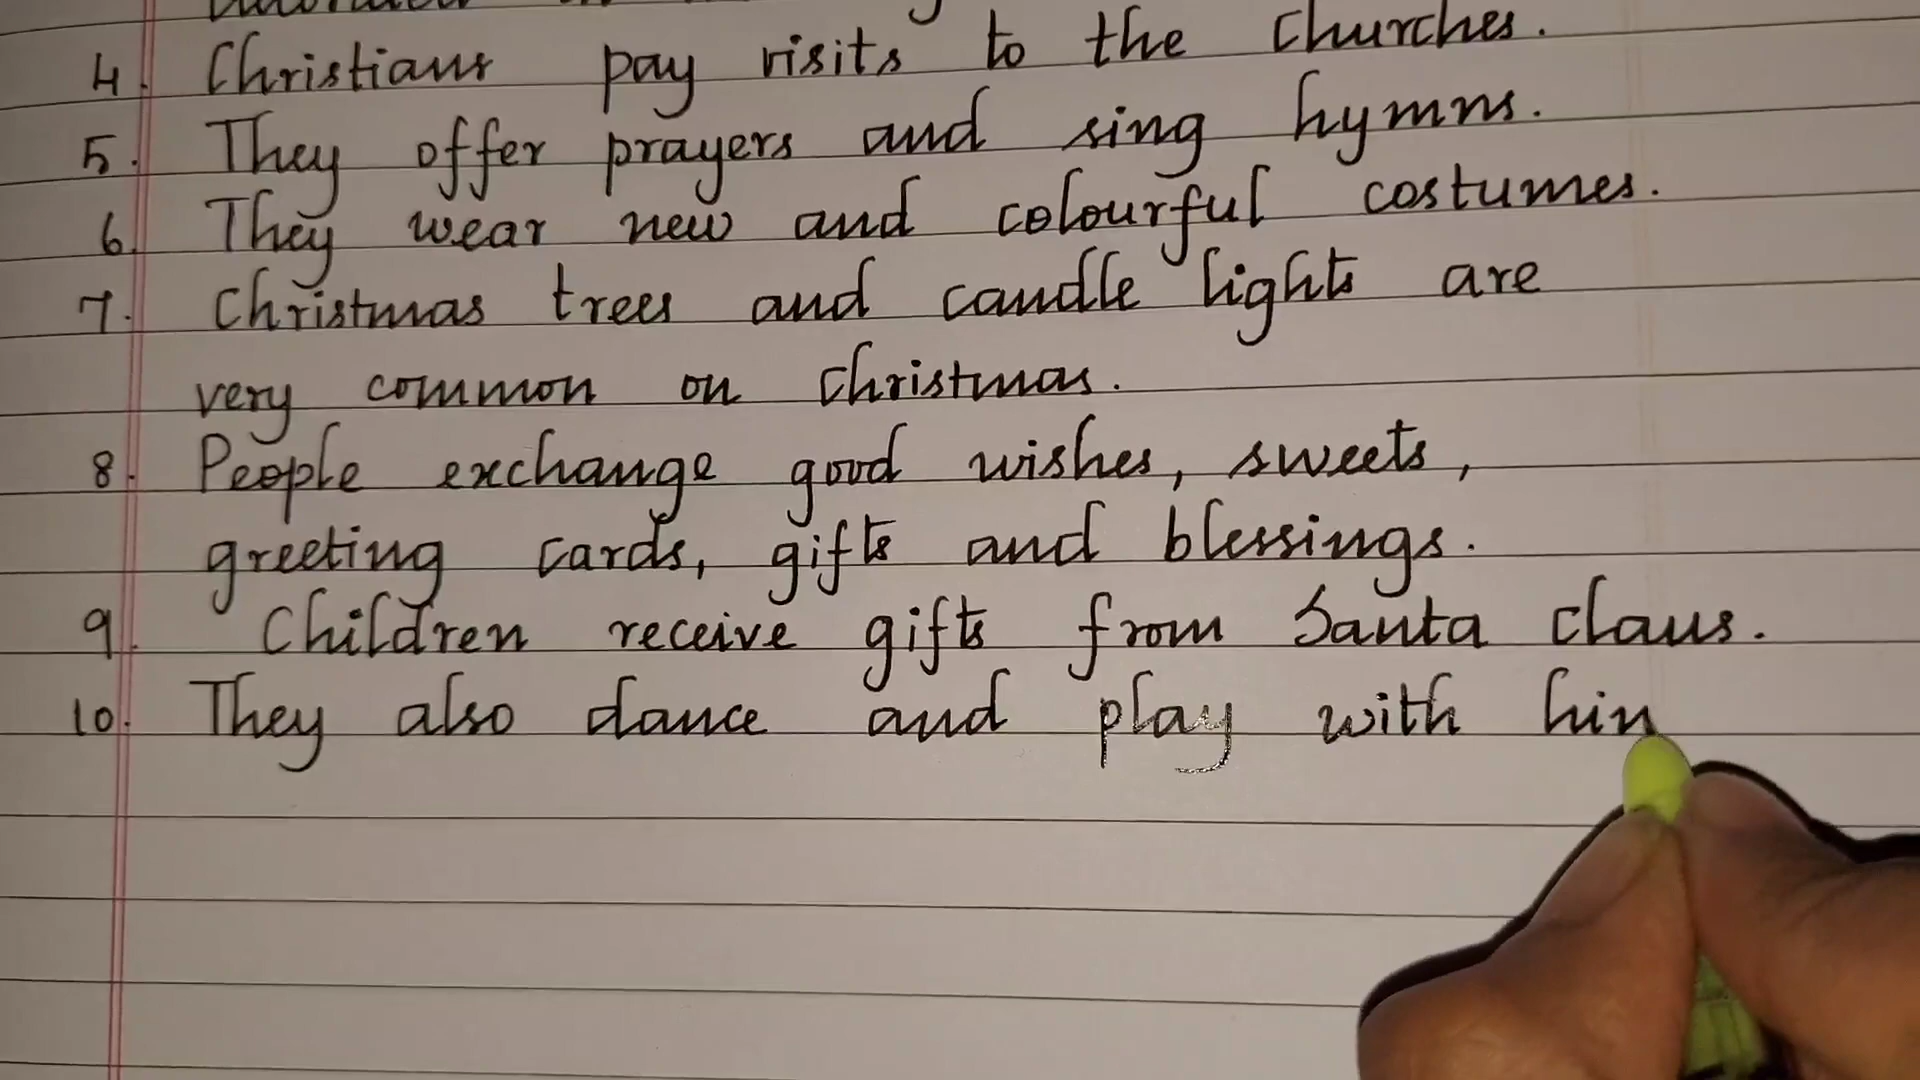 4. Christians pay visits to the Churches.
5. They offer prayers and sing hymns.
6. They wear new and colourful costumes.
7. Christmas trees and candle lights are
very common on Christmas.
8. People exchange good wishes, sweets,
greeting cards, gifts and blessings.
9. Children receive gifts from Santa Claus.
10. They also dance and play with